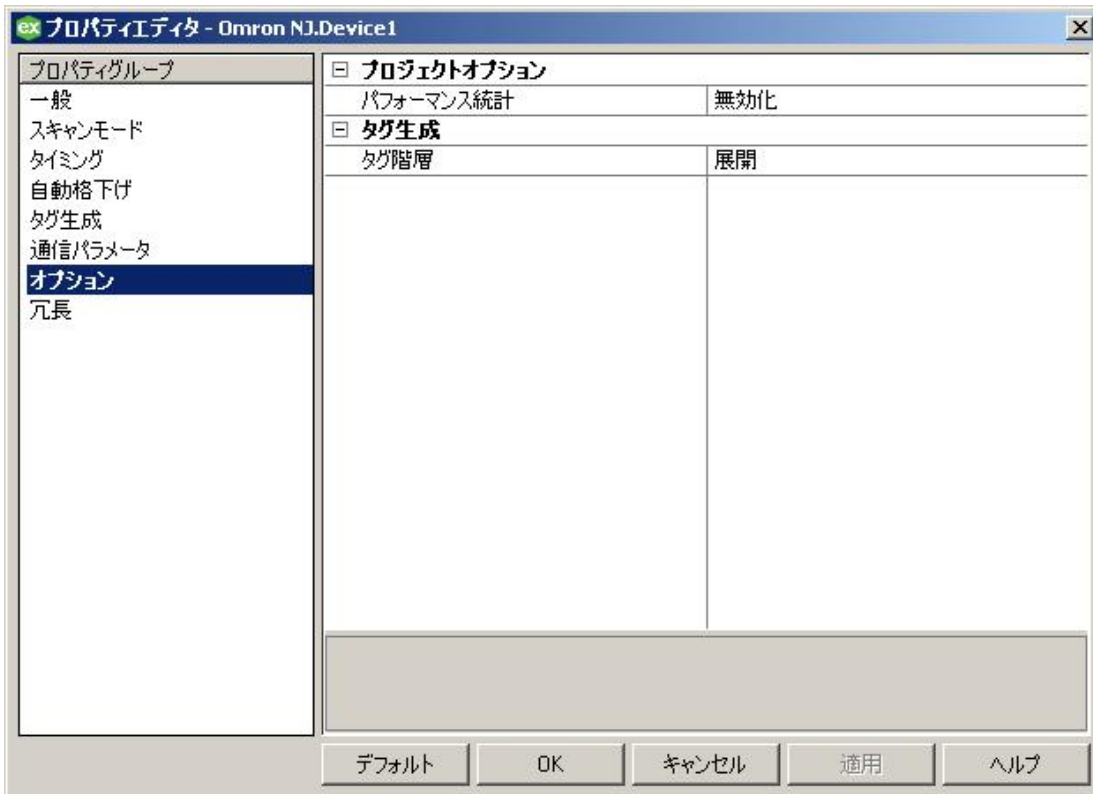 ex プロパティエディタ - Omron NJ.Device1
プロパティグループ
一般
スキャンモード
タイミング
自動格下げ
タグ生成
通信パラメータ
オプション
冗長
プロジェクトオプション
パフォーマンス統計 無効化
タグ生成
タグ階層 展開
デフォルト OK キャンセル 適用 ヘルプ